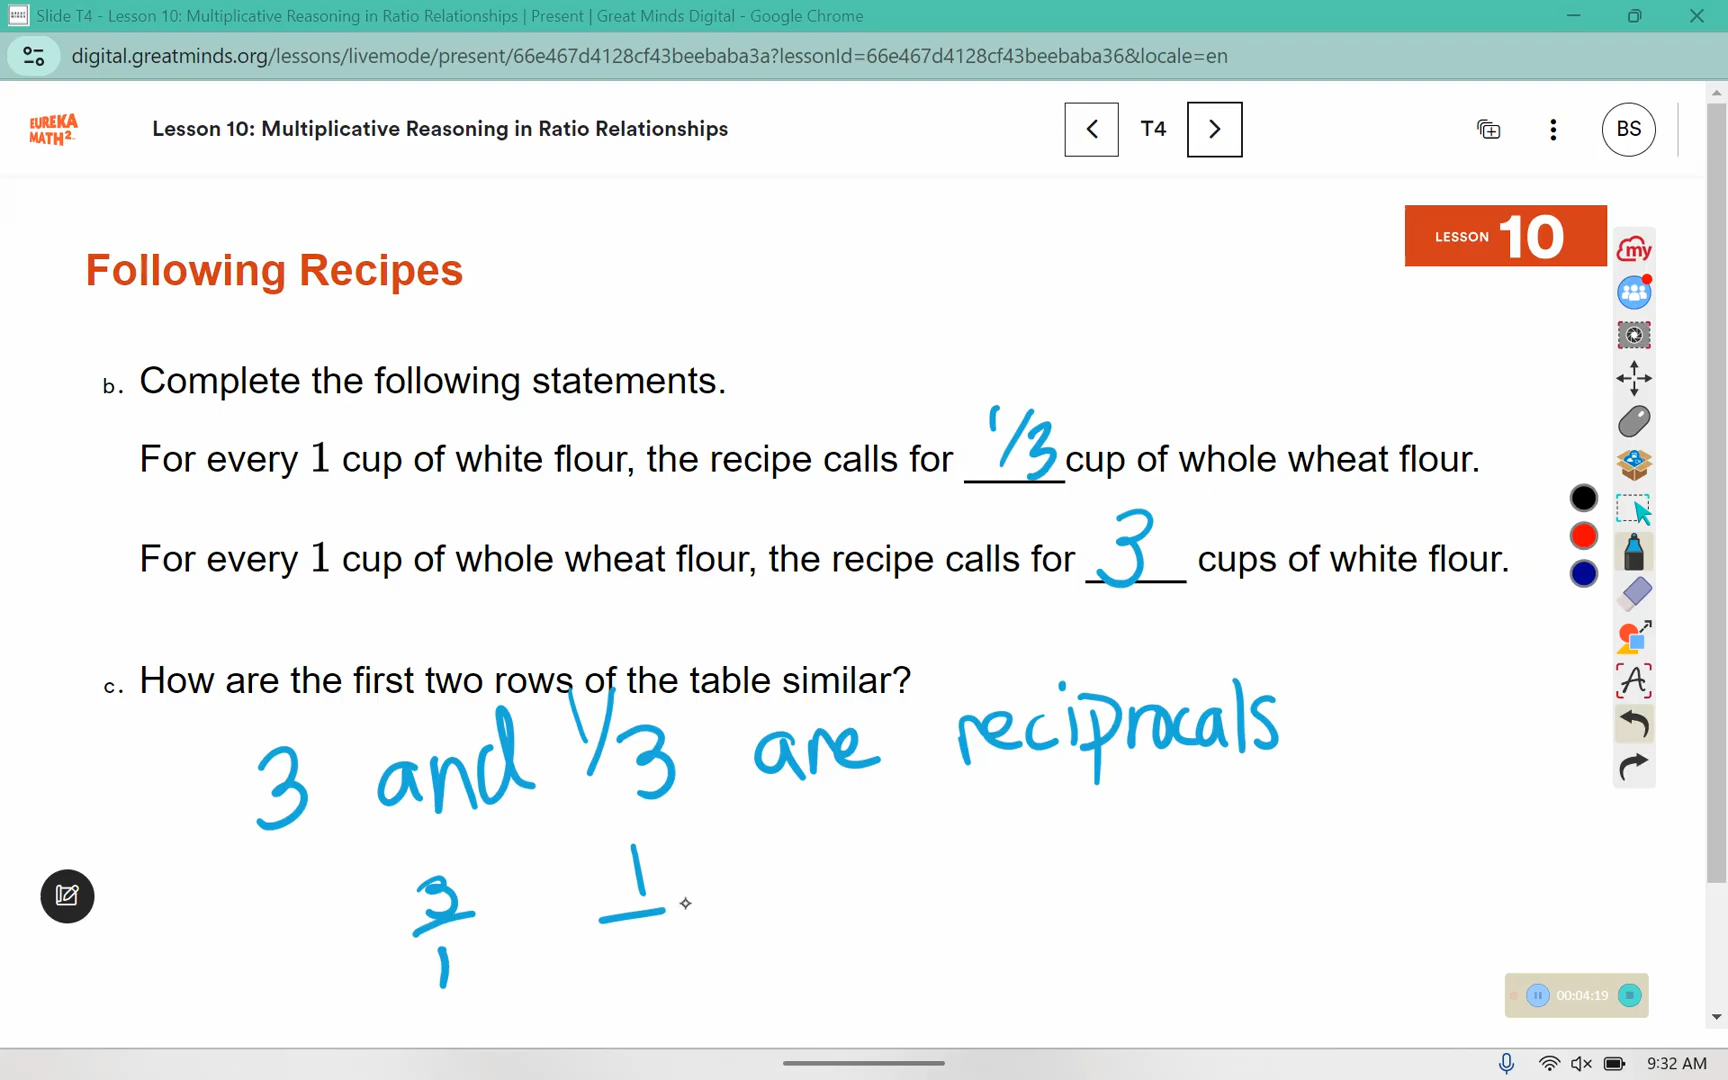 Slide T4 - Lesson 10: Multiplicative Reasoning in Ratio Relationships | Present | Great Minds Digital - Google Chrome
digital.greatminds.org/lessons/livemode/present/66e467d4128cf43beebaba3a?lessonId=66e467d4128cf43beebaba36&locale=en
EUREKA
MATH²
Lesson 10: Multiplicative Reasoning in Ratio Relationships
T4
BS
LESSON 10
my
Following Recipes
b. Complete the following statements.
For every 1 cup of white flour, the recipe calls for 1/3 cup of whole wheat flour.
For every 1 cup of whole wheat flour, the recipe calls for 3 cups of white flour.
c. How are the first two rows of the table similar?
3 and 1/3 are reciprocals
3 1
1
00:04:19
9:32 AM